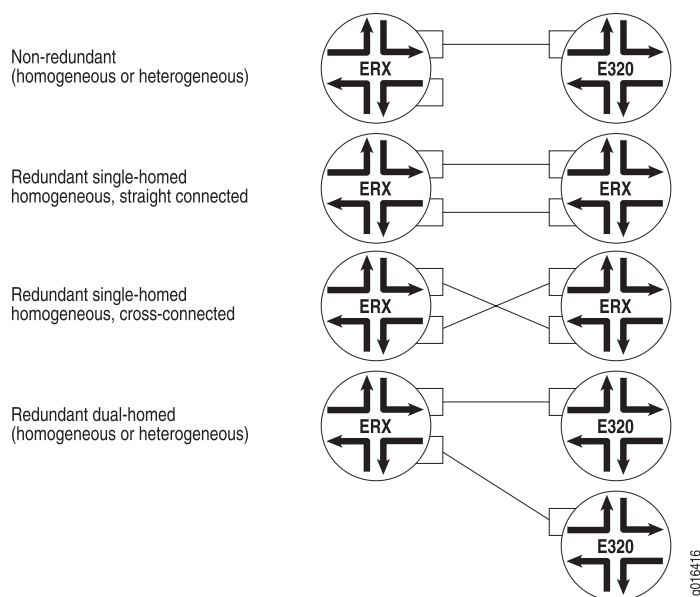 Non-redundant
(homogeneous or heterogeneous)
ERX
E320
Redundant single-homed
homogeneous, straight connected
ERX
ERX
Redundant single-homed
homogeneous, cross-connected
ERX
ERX
Redundant dual-homed
(homogeneous or heterogeneous)
ERX
E320
E320
g016416